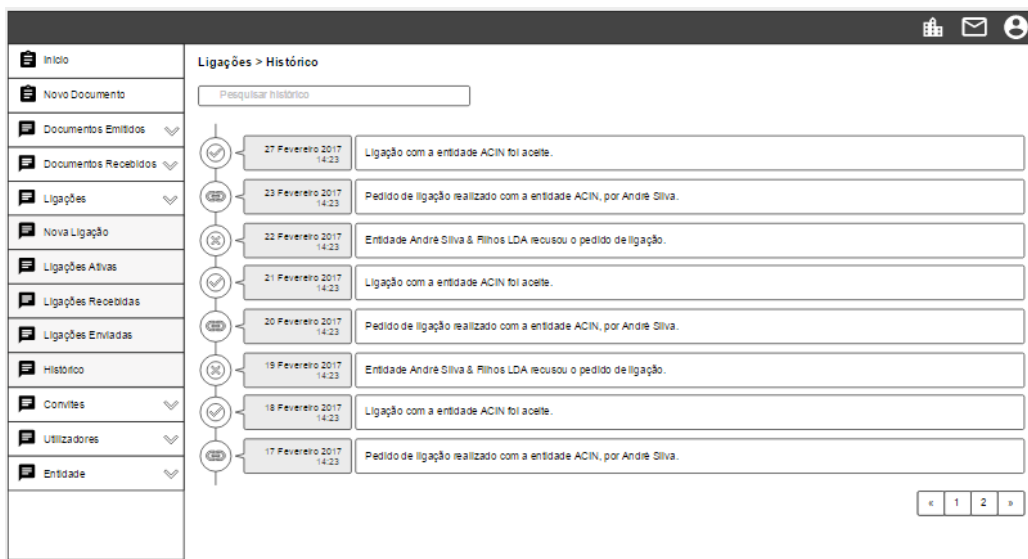 Início
Novo Documento
Documentos Emitidos
Documentos Recebidos
Ligações
Nova Ligação
Ligações Ativas
Ligações Recebidas
Ligações Enviadas
Histórico
Convites
Utilizadores
Entidade
Ligações > Histórico
Pesquisar histórico
27 Fevereiro 2017
14:23
Ligação com a entidade ACIN foi aceite.
23 Fevereiro 2017
14:23
Pedido de ligação realizado com a entidade ACIN, por André Silva.
22 Fevereiro 2017
14:23
Entidade André Silva & Filhos LDA recusou o pedido de ligação.
21 Fevereiro 2017
14:23
Ligação com a entidade ACIN foi aceite.
20 Fevereiro 2017
14:23
Pedido de ligação realizado com a entidade ACIN, por André Silva.
19 Fevereiro 2017
14:23
Entidade André Silva & Filhos LDA recusou o pedido de ligação.
18 Fevereiro 2017
14:23
Ligação com a entidade ACIN foi aceite.
17 Fevereiro 2017
14:23
Pedido de ligação realizado com a entidade ACIN, por André Silva.
« 1 2 »